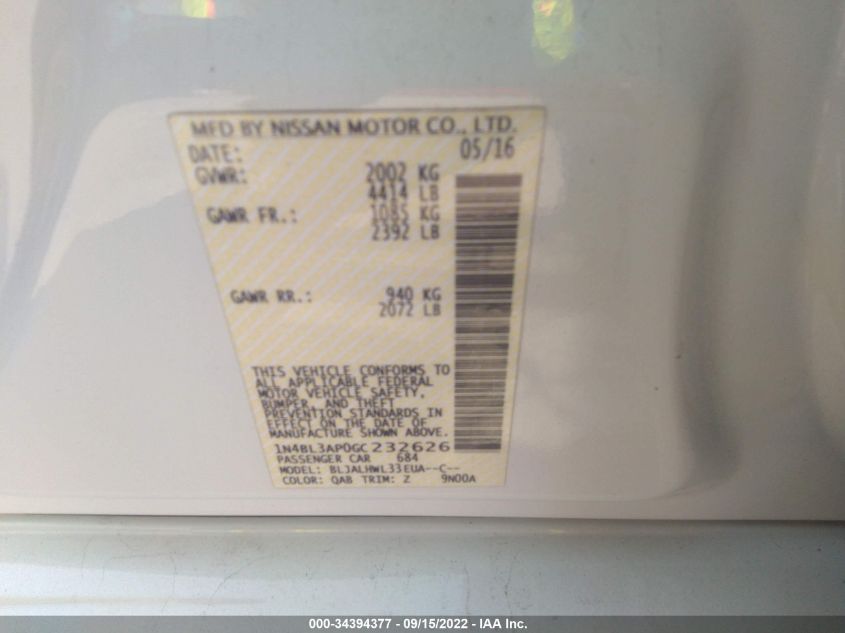 MFD BY NISSAN MOTOR CO., LTD.
DATE: 05/16
GVWR: 2002 KG
4414 LB
GAWR FR.: 1085 KG
2392 LB
GAWR RR.: 940 KG
2072 LB
THIS VEHICLE CONFORMS TO
ALL APPLICABLE FEDERAL
MOTOR VEHICLE SAFETY,
BUMPER, AND THEFT
PREVENTION STANDARDS IN
EFFECT ON THE DATE OF
MANUFACTURE SHOWN ABOVE.
1N4BL3AP0GC232626
PASSENGER CAR 684
MODEL: BLJALHWL33EUA--C--
COLOR: QAB TRIM: Z 9N00A
000-34394377 - 09/15/2022 - IAA Inc.